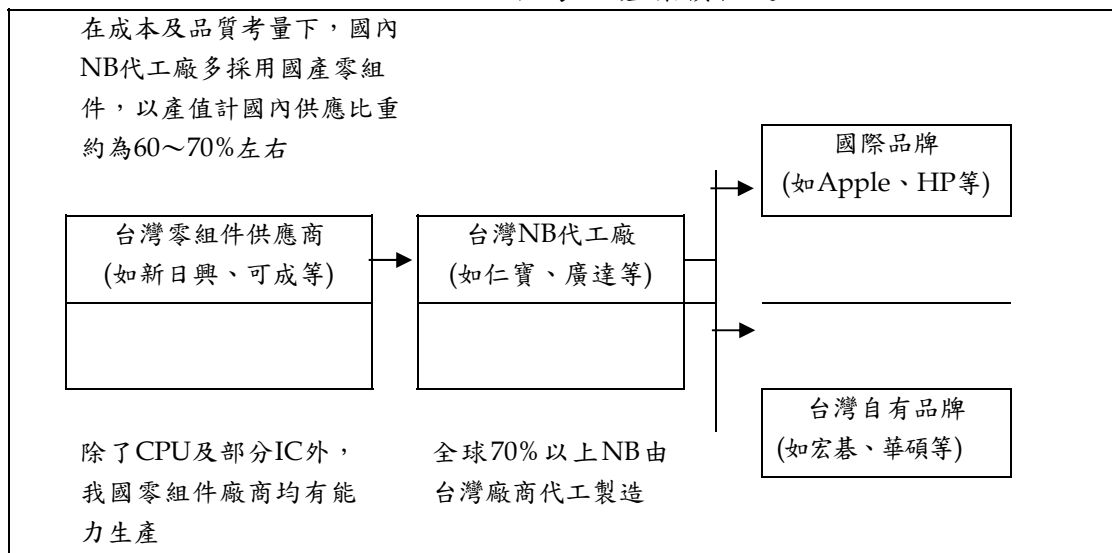 在成本及品質考量下，國內
NB代工廠多採用國產零組
件，以產值計國內供應比重
約為60～70%左右
國際品牌
(如Apple、HP等)
台灣零組件供應商
(如新日興、可成等)
台灣NB代工廠
(如仁寶、廣達等)
台灣自有品牌
(如宏碁、華碩等)
除了CPU及部分IC外，
我國零組件廠商均有能
力生產
全球70%以上NB由
台灣廠商代工製造